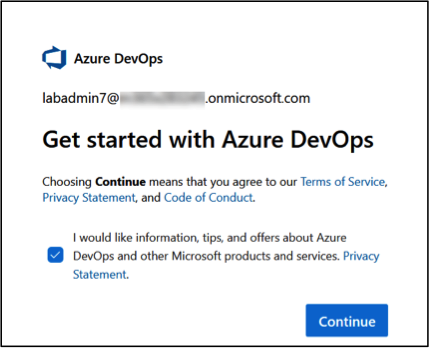 Azure DevOps
labadmin7@ .onmicrosoft.com
Get started with Azure DevOps
Choosing Continue means that you agree to our Terms of Service,
Privacy Statement, and Code of Conduct.
I would like information, tips, and offers about Azure
DevOps and other Microsoft products and services. Privacy
Statement.
Continue